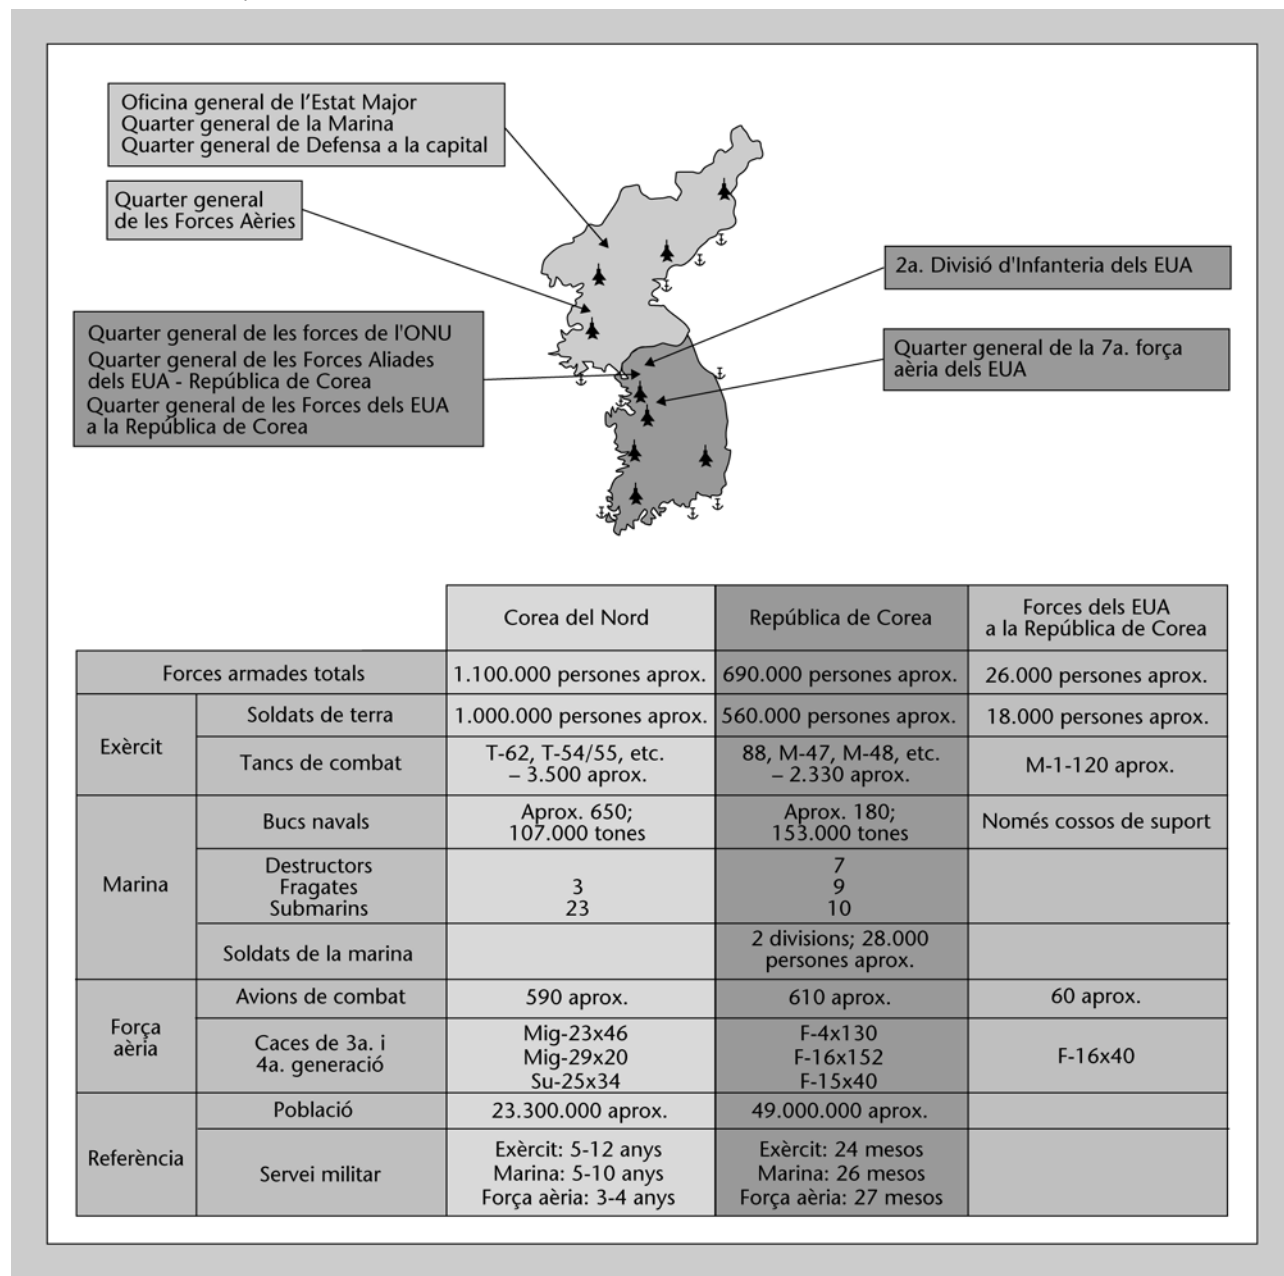 Oficina general de l'Estat Major
Quarter general de la Marina
Quarter general de Defensa a la capital
Quarter general
de les Forces Aèries
2a. Divisió d'Infanteria dels EUA
Quarter general de les forces de l'ONU
Quarter general de les Forces Aliades
dels EUA - República de Corea
Quarter general de les Forces dels EUA
a la República de Corea
Quarter general de la 7a. força
aèria dels EUA
Corea del Nord
República de Corea
Forces dels EUA
a la República de Corea
Forces armades totals
1.100.000 persones aprox.
690.000 persones aprox.
26.000 persones aprox.
Exèrcit
Soldats de terra
1.000.000 persones aprox.
560.000 persones aprox.
18.000 persones aprox.
Tancs de combat
T-62, T-54/55, etc.
– 3.500 aprox.
88, M-47, M-48, etc.
– 2.330 aprox.
M-1-120 aprox.
Marina
Bucs navals
Aprox. 650;
107.000 tones
Aprox. 180;
153.000 tones
Només cossos de suport
Destructors
Fragates
Submarins
3
23
7
9
10
Soldats de la marina
2 divisions; 28.000
persones aprox.
Força
aèria
Avions de combat
590 aprox.
610 aprox.
60 aprox.
Caces de 3a. i
4a. generació
Mig-23x46
Mig-29x20
Su-25x34
F-4x130
F-16x152
F-15x40
F-16x40
Referència
Població
23.300.000 aprox.
49.000.000 aprox.
Servei militar
Exèrcit: 5-12 anys
Marina: 5-10 anys
Força aèria: 3-4 anys
Exèrcit: 24 mesos
Marina: 26 mesos
Força aèria: 27 mesos